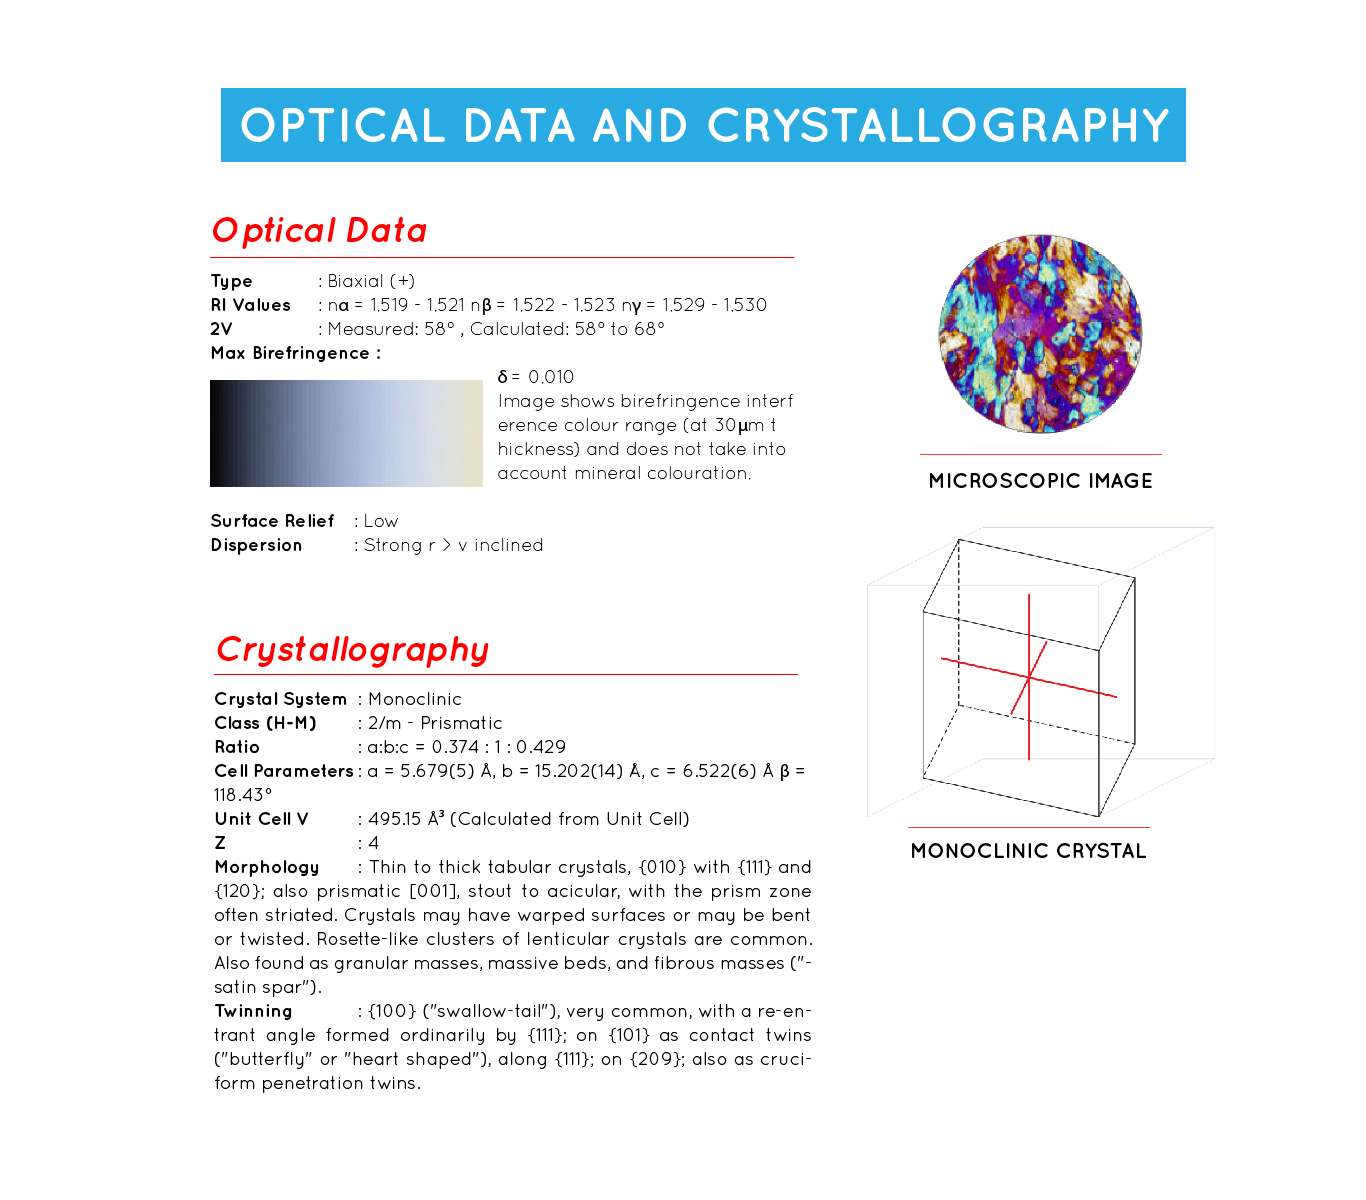 OPTICAL DATA AND CRYSTALLOGRAPHY
Optical Data
Type : Biaxial (+)
RI Values : nα = 1.519 - 1.521 nβ = 1.522 - 1.523 nγ = 1.529 - 1.530
2V : Measured: 58° , Calculated: 58° to 68°
Max Birefringence :
δ = 0.010
Image shows birefringence interf
erence colour range (at 30µm t
hickness) and does not take into
account mineral colouration.
Surface Relief : Low
Dispersion : Strong r > v inclined
MICROSCOPIC IMAGE
Crystallography
Crystal System : Monoclinic
Class (H-M) : 2/m - Prismatic
Ratio : a:b:c = 0.374 : 1 : 0.429
Cell Parameters : a = 5.679(5) Å, b = 15.202(14) Å, c = 6.522(6) Å β =
118.43°
Unit Cell V : 495.15 Å³ (Calculated from Unit Cell)
Z : 4
Morphology : Thin to thick tabular crystals, {010} with {111} and
{120}; also prismatic [001], stout to acicular, with the prism zone
often striated. Crystals may have warped surfaces or may be bent
or twisted. Rosette-like clusters of lenticular crystals are common.
Also found as granular masses, massive beds, and fibrous masses ("-
satin spar").
Twinning : {100} ("swallow-tail"), very common, with a re-en-
trant angle formed ordinarily by {111}; on {101} as contact twins
("butterfly" or "heart shaped"), along {111}; on {209}; also as cruci-
form penetration twins.
MONOCLINIC CRYSTAL